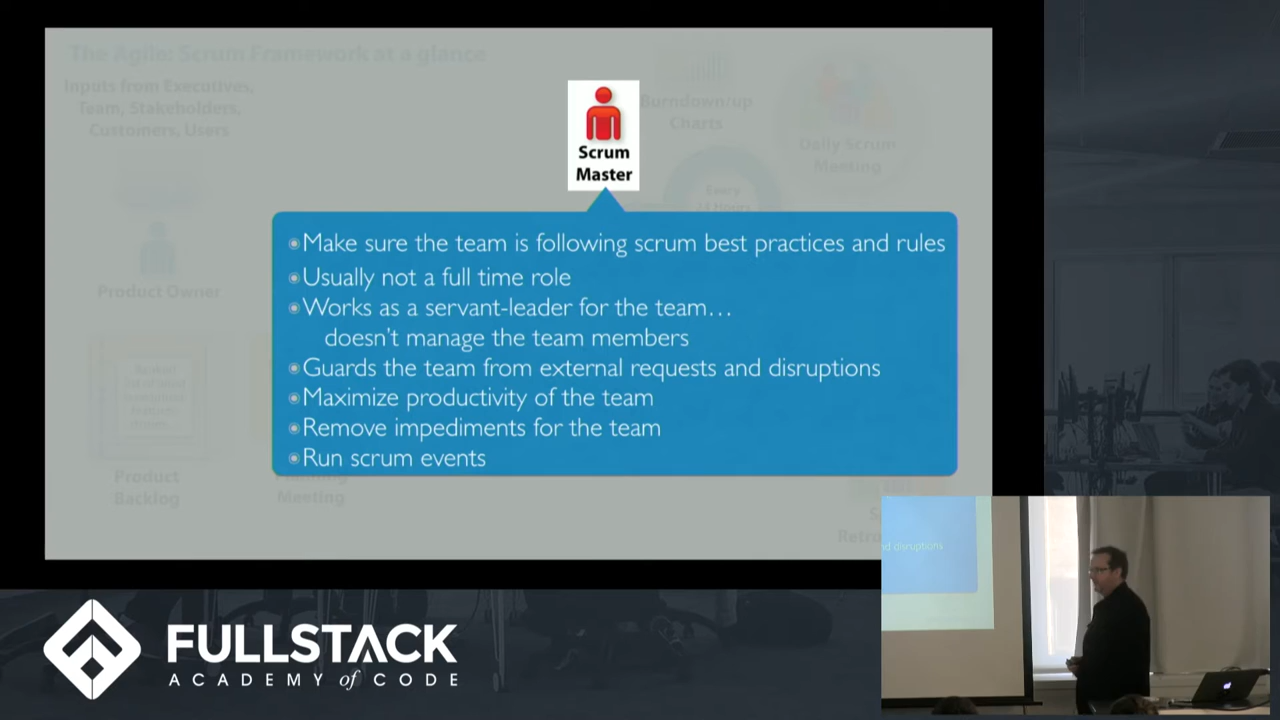 The Agile: Scrum Framework at a glance
Inputs from Executives,
Team, Stakeholders,
Customers, Users
Burndown/up
Charts
Daily Scrum
Meeting
Every
24 Hours
Scrum
Master
Product Owner
Make sure the team is following scrum best practices and rules
Usually not a full time role
Works as a servant-leader for the team…
doesn't manage the team members
Guards the team from external requests and disruptions
Maximize productivity of the team
Remove impediments for the team
Run scrum events
Product
Backlog
Meeting
disruptions
FULLSTACK
ACADEMY of CODE